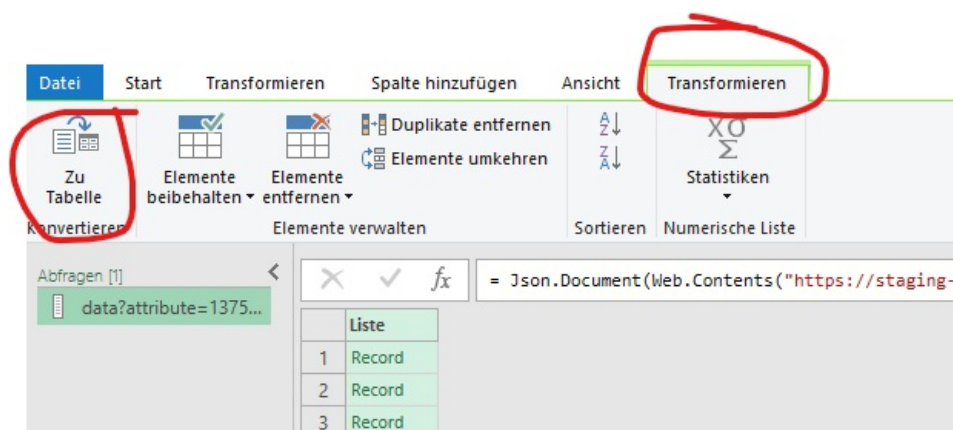 Datei Start Transformieren Spalte hinzufügen Ansicht Transformieren
Zu
Tabelle
Konvertieren
Elemente
beibehalten
Elemente
entfernen
Duplikate entfernen
Elemente umkehren
Elemente verwalten
A
Z
Z
A
Sortieren
XO
Σ
Statistiken
Numerische Liste
Abfragen [1]
data?attribute=1375...
fx
= Json.Document(Web.Contents("https://staging-
Liste
1 Record
2 Record
3 Record